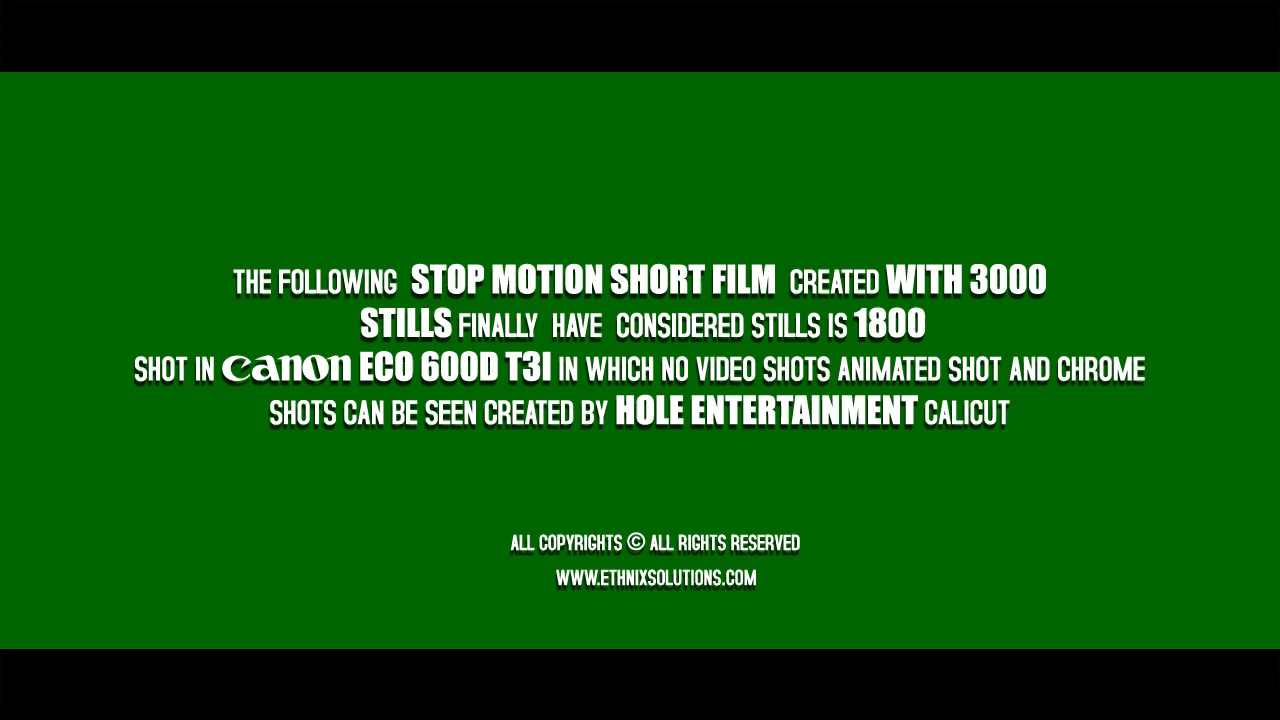 THE FOLLOWING STOP MOTION SHORT FILM CREATED WITH 3000
STILLS FINALLY HAVE CONSIDERED STILLS IS 1800
SHOT IN Canon ECO 600D T3I IN WHICH NO VIDEO SHOTS ANIMATED SHOT AND CHROME
SHOTS CAN BE SEEN CREATED BY HOLE ENTERTAINMENT CALICUT
ALL COPYRIGHTS © ALL RIGHTS RESERVED
WWW.ETHNIXSOLUTIONS.COM